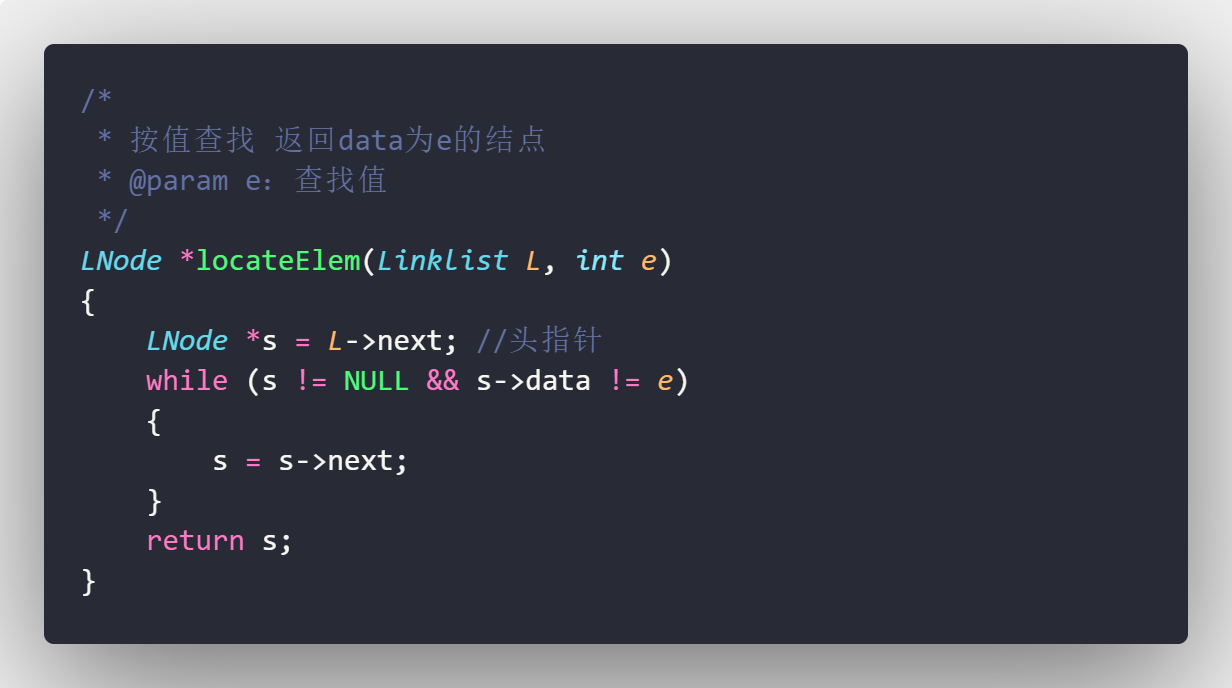 /*
 * 按值查找 返回data为e的结点
 * @param e：查找值
 */
LNode *locateElem(Linklist L, int e)
{
    LNode *s = L->next; //头指针
    while (s != NULL && s->data != e)
    {
        s = s->next;
    }
    return s;
}